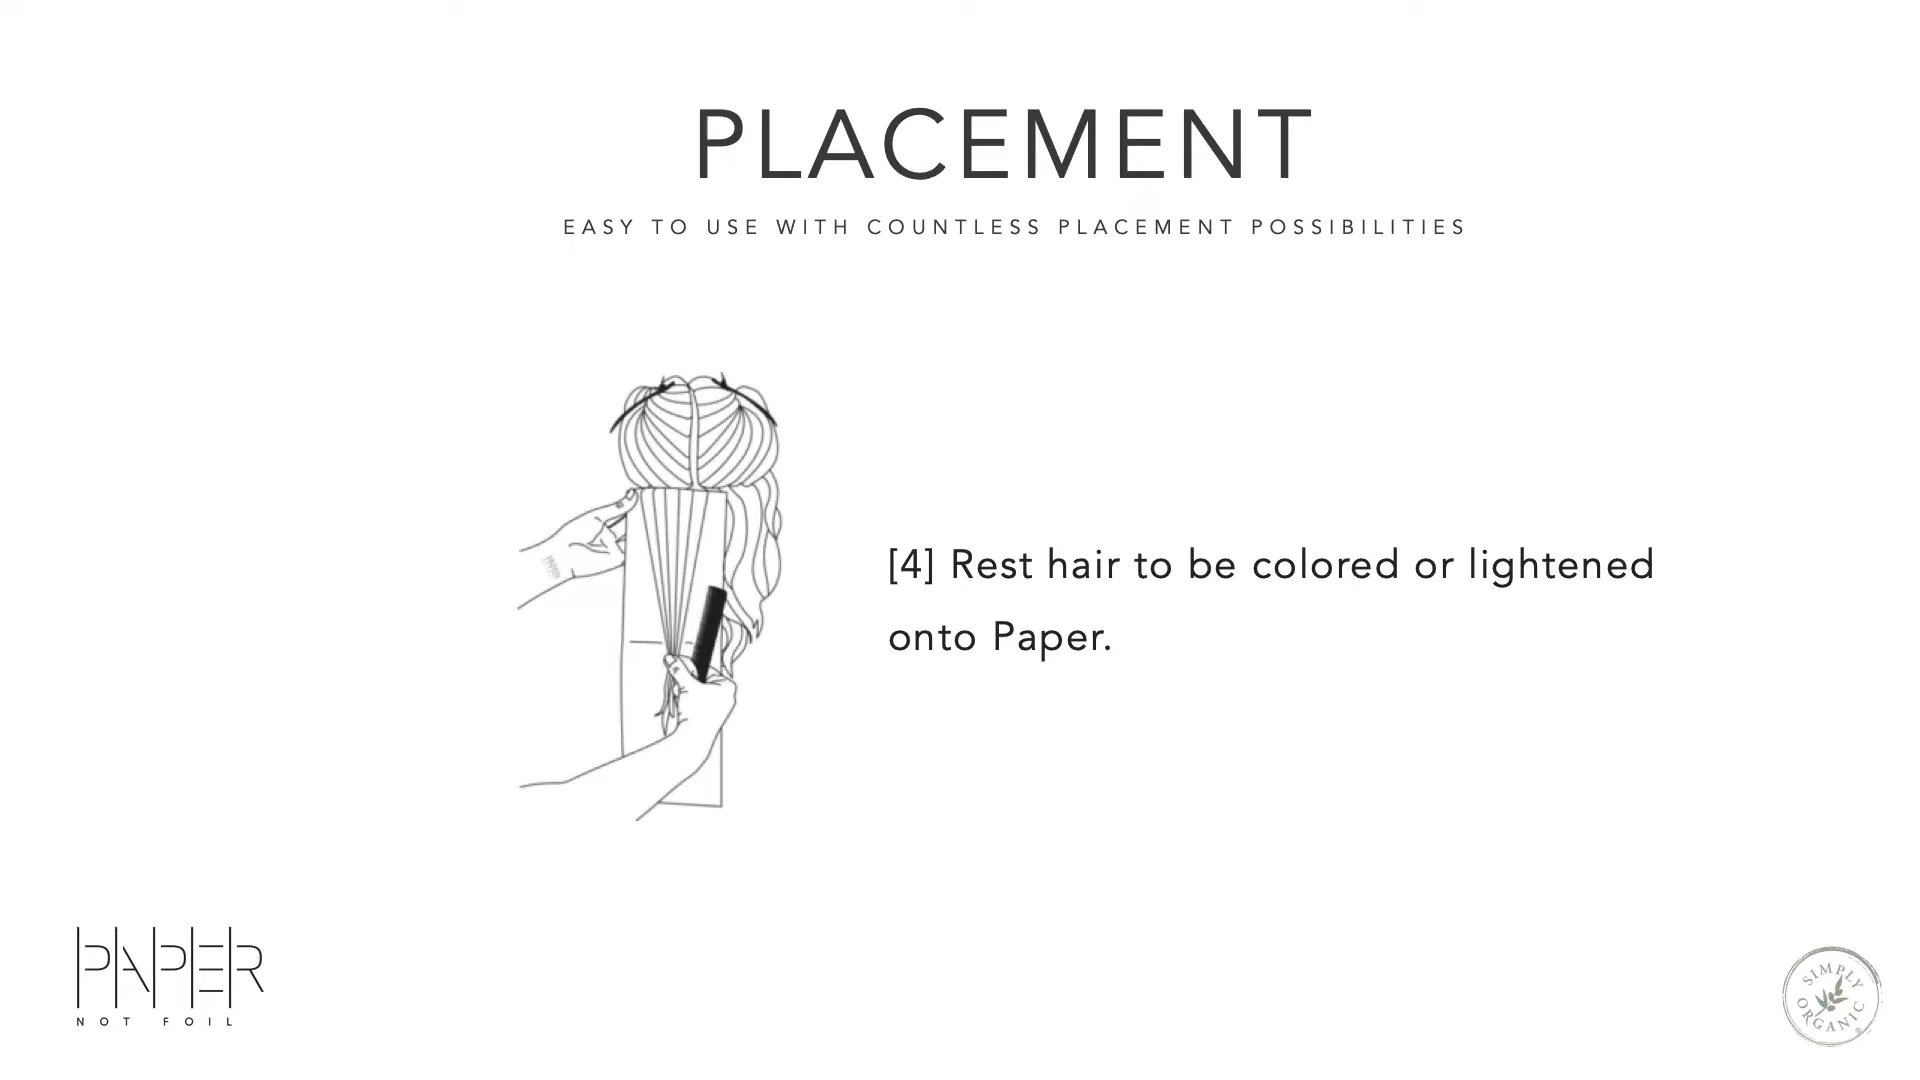 PLACEMENT
EASY TO USE WITH COUNTLESS PLACEMENT POSSIBILITIES
[4] Rest hair to be colored or lightened
onto Paper.
PAPER
NOT FOIL
SIMPLY
ORGANIC